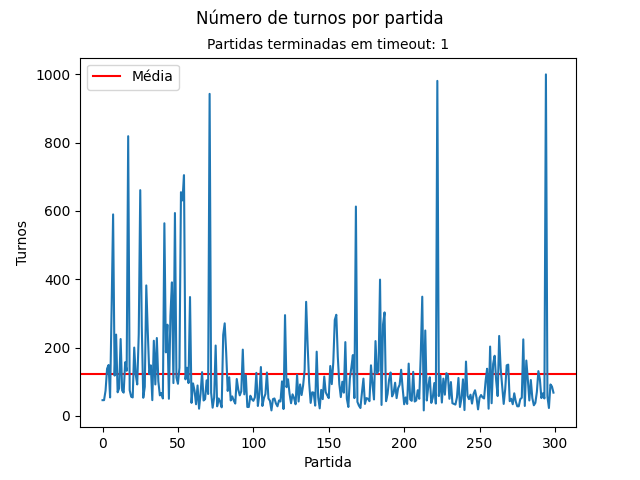 Número de turnos por partida
Partidas terminadas em timeout: 1
Média
1000
800
600
400
200
0
Turnos
0 50 100 150 200 250 300
Partida